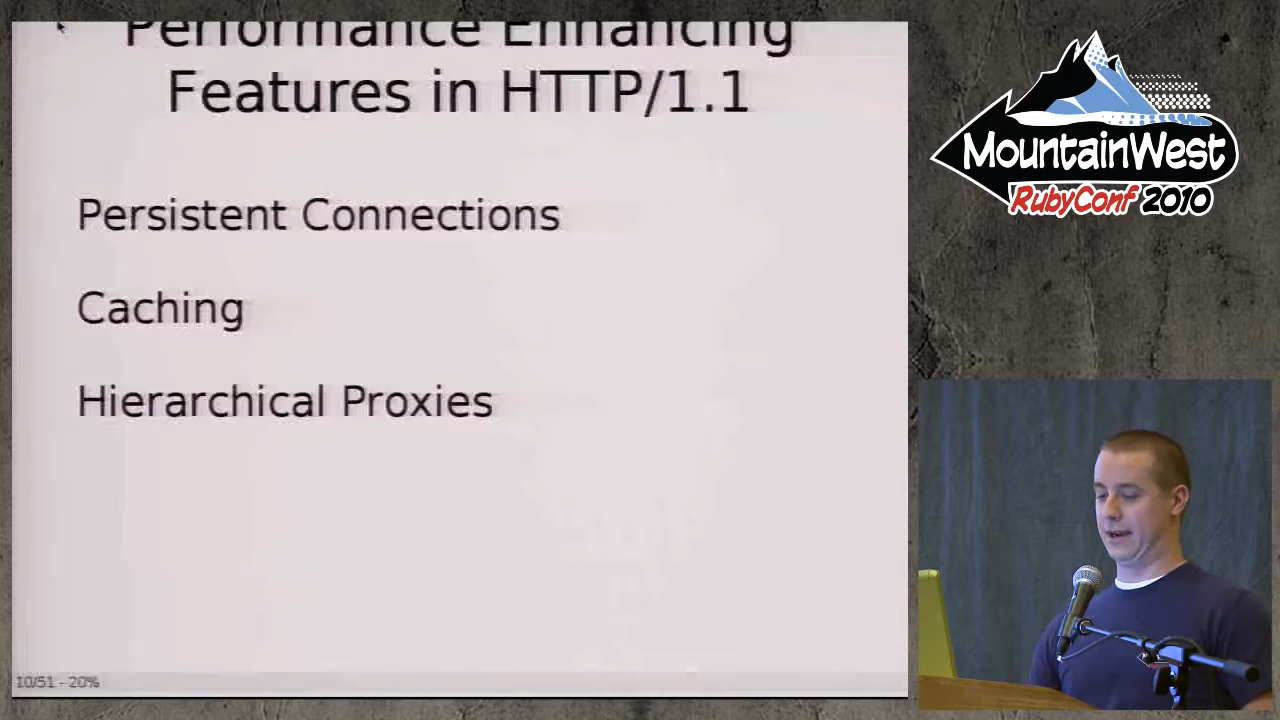 Performance Enhancing
Features in HTTP/1.1
Persistent Connections
Caching
Hierarchical Proxies
10/51 - 20%
MountainWest
RubyConf 2010